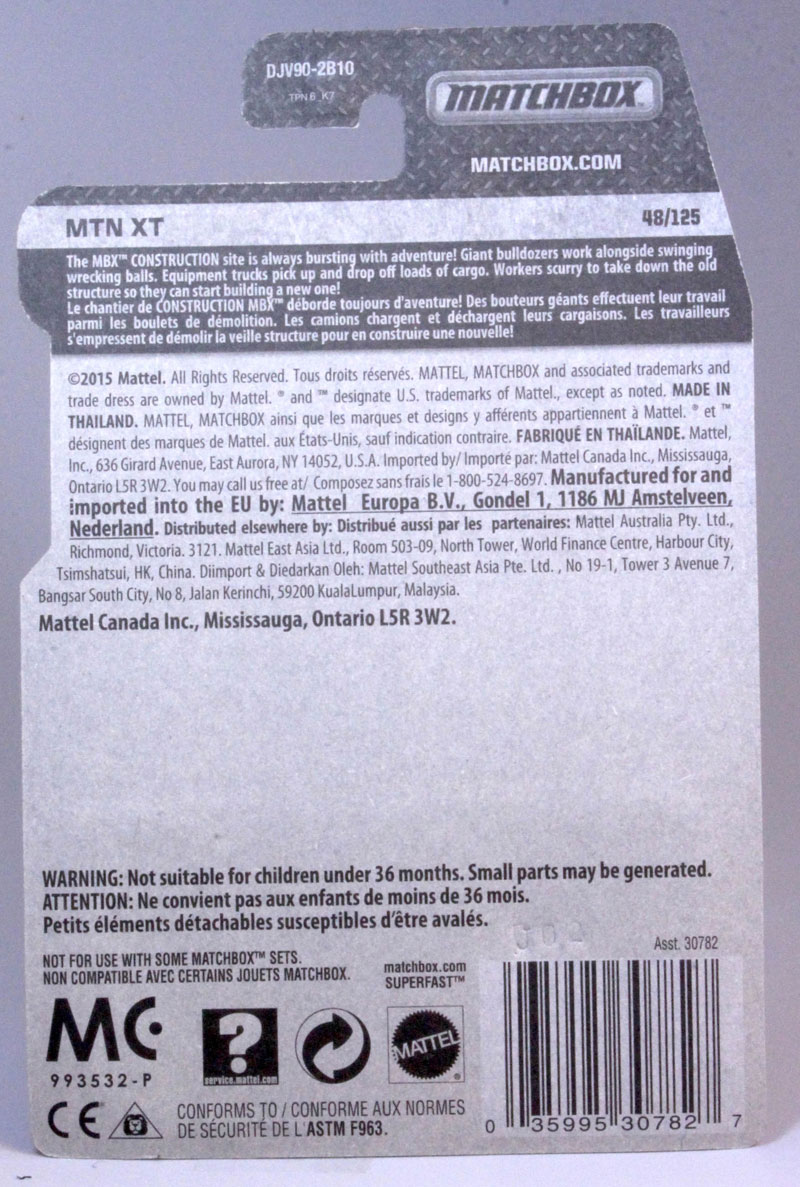 DJV90-2B10
TPN 6_K7
MATCHBOX
MATCHBOX.COM
MTN XT
48/125
The MBX™ CONSTRUCTION site is always bursting with adventure! Giant bulldozers work alongside swinging
wrecking balls. Equipment trucks pick up and drop off loads of cargo. Workers scurry to take down the old
structure so they can start building a new one!
Le chantier de CONSTRUCTION MBX™ déborde toujours d'aventure! Des bouteurs géants effectuent leur travail
parmi les boulets de démolition. Les camions chargent et déchargent leurs cargaisons. Les travailleurs
s'empressent de démolir la veille structure pour en construire une nouvelle!
©2015 Mattel. All Rights Reserved. Tous droits réservés. MATTEL, MATCHBOX and associated trademarks and
trade dress are owned by Mattel. ® and ™ designate U.S. trademarks of Mattel., except as noted. MADE IN
THAILAND. MATTEL, MATCHBOX ainsi que les marques et designs y afférents appartiennent à Mattel. ® et ™
désignent des marques de Mattel. aux États-Unis, sauf indication contraire. FABRIQUÉ EN THAÏLANDE. Mattel,
Inc., 636 Girard Avenue, East Aurora, NY 14052, U.S.A. Imported by/ Importé par: Mattel Canada Inc., Mississauga,
Ontario L5R 3W2. You may call us free at/ Composez sans frais le 1-800-524-8697. Manufactured for and
imported into the EU by: Mattel Europa B.V., Gondel 1, 1186 MJ Amstelveen,
Nederland. Distributed elsewhere by: Distribué aussi par les partenaires: Mattel Australia Pty. Ltd.,
Richmond, Victoria. 3121. Mattel East Asia Ltd., Room 503-09, North Tower, World Finance Centre, Harbour City,
Tsimshatsui, HK, China. Diimport & Diedarkan Oleh: Mattel Southeast Asia Pte. Ltd. , No 19-1, Tower 3 Avenue 7,
Bangsar South City, No 8, Jalan Kerinchi, 59200 KualaLumpur, Malaysia.
Mattel Canada Inc., Mississauga, Ontario L5R 3W2.
WARNING: Not suitable for children under 36 months. Small parts may be generated.
ATTENTION: Ne convient pas aux enfants de moins de 36 mois.
Petits éléments détachables susceptibles d'être avalés.
Asst. 30782
NOT FOR USE WITH SOME MATCHBOX™ SETS.
NON COMPATIBLE AVEC CERTAINS JOUETS MATCHBOX.
matchbox.com
SUPERFAST™
MC
993532-P
?
service.mattel.com
MATTEL
®
CE
CONFORMS TO / CONFORME AUX NORMES
DE SÉCURITÉ DE L'ASTM F963.
0 35995 30782 7